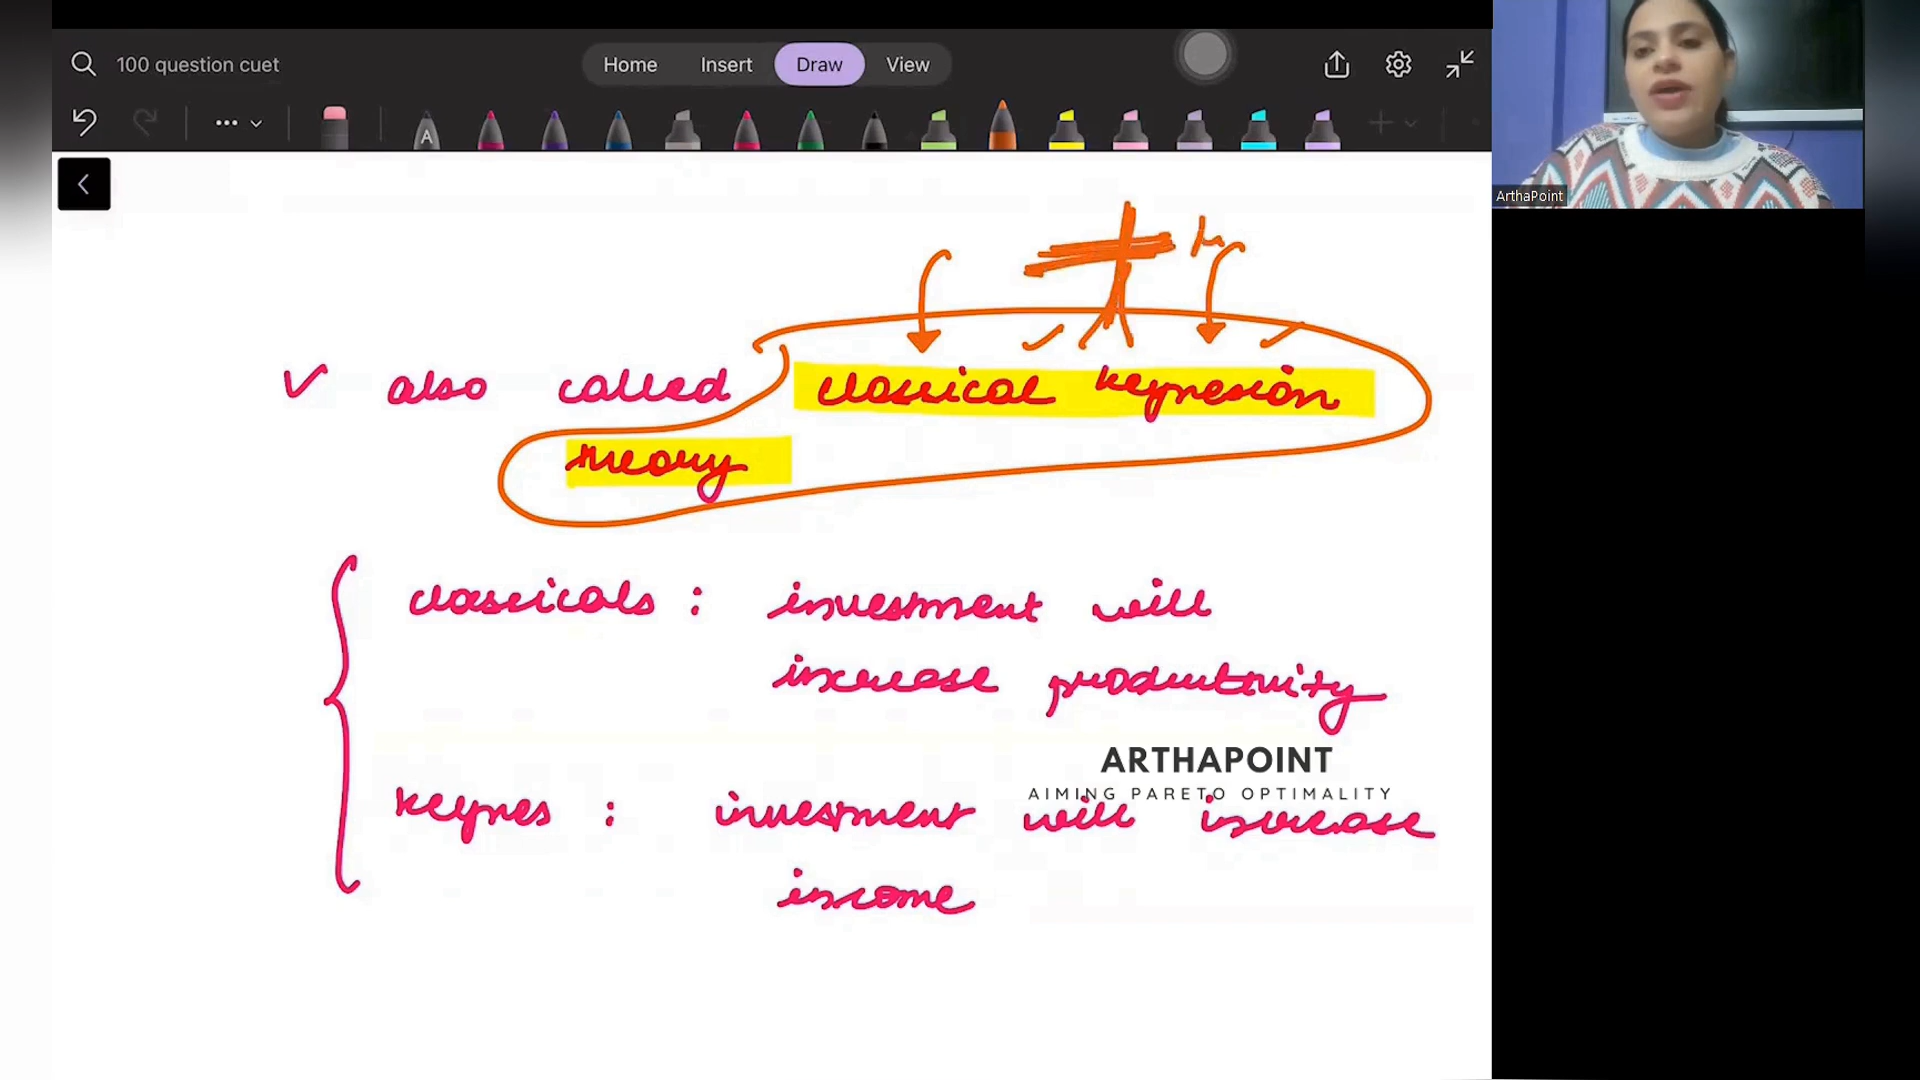 100 question cuet
Home Insert Draw View
A
ArthaPoint
✓ also called classical keynesian
theory
classicals : investment will
increase productivity
ARTHAPOINT
AIMING PARETO OPTIMALITY
keynes : investment will increase
income